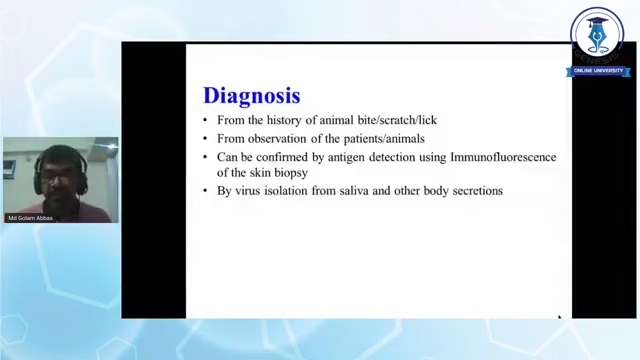 GENESIS
ONLINE UNIVERSITY
Diagnosis
From the history of animal bite/scratch/lick
From observation of the patients/animals
Can be confirmed by antigen detection using Immunofluorescence
of the skin biopsy
By virus isolation from saliva and other body secretions
Md Golam Abbas